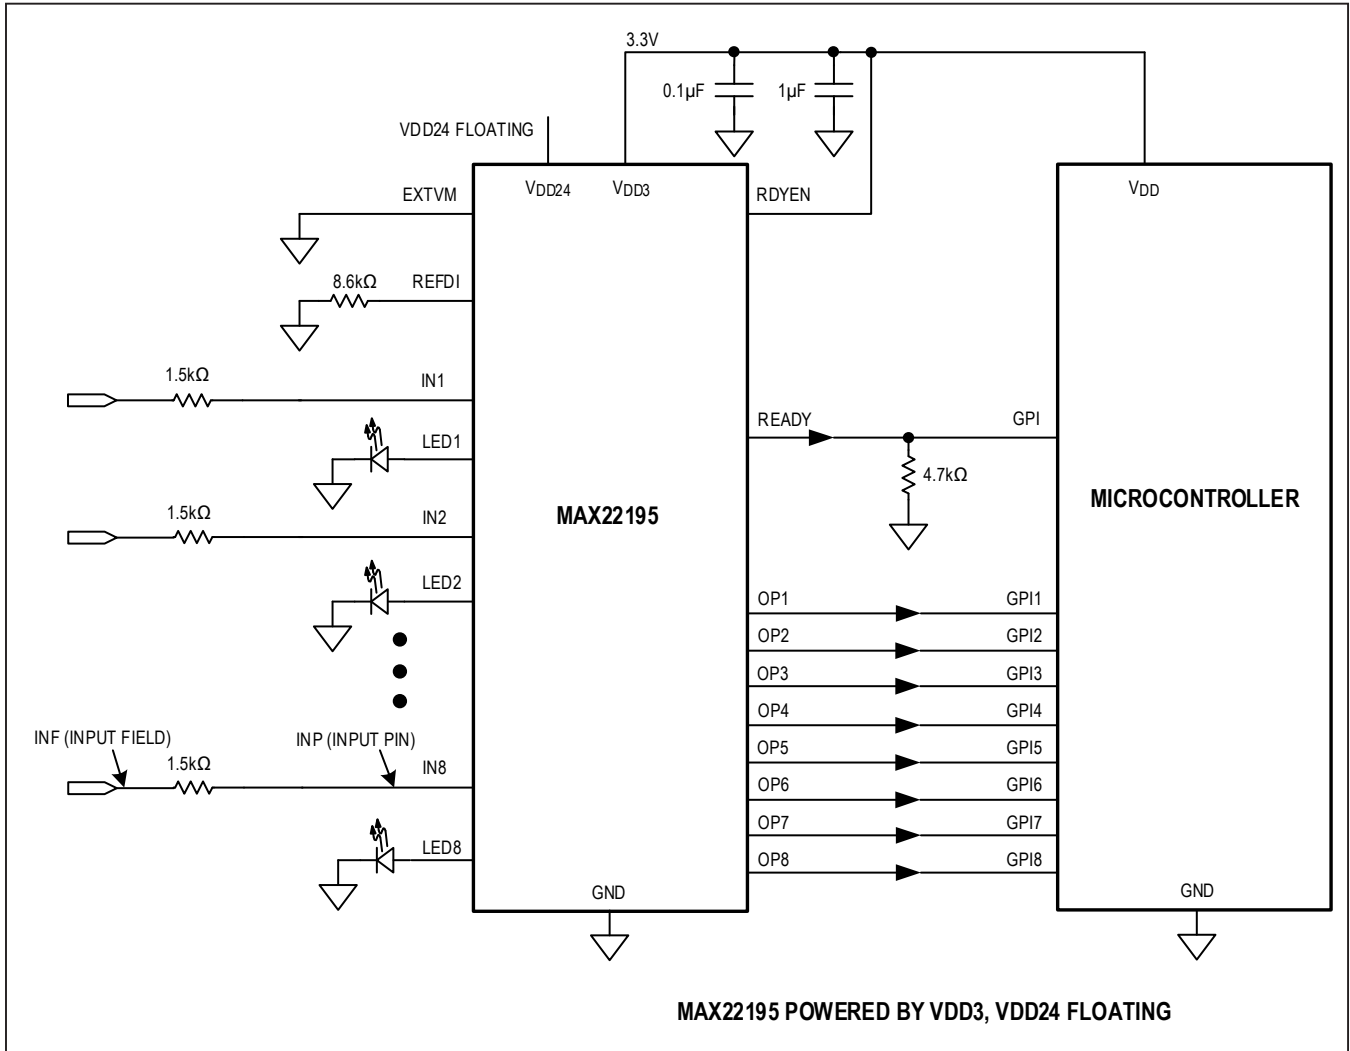 3.3V
0.1µF
1µF
VDD24 FLOATING
EXTVM
VDD24
VDD3
RDYEN
VDD
8.6kΩ
REFDI
1.5kΩ
IN1
READY
GPI
LED1
4.7kΩ
MICROCONTROLLER
1.5kΩ
IN2
MAX22195
LED2
OP1
GPI1
OP2
GPI2
OP3
GPI3
OP4
GPI4
INF (INPUT FIELD)
INP (INPUT PIN)
1.5kΩ
IN8
OP5
GPI5
OP6
GPI6
OP7
GPI7
LED8
OP8
GPI8
GND
GND
MAX22195 POWERED BY VDD3, VDD24 FLOATING